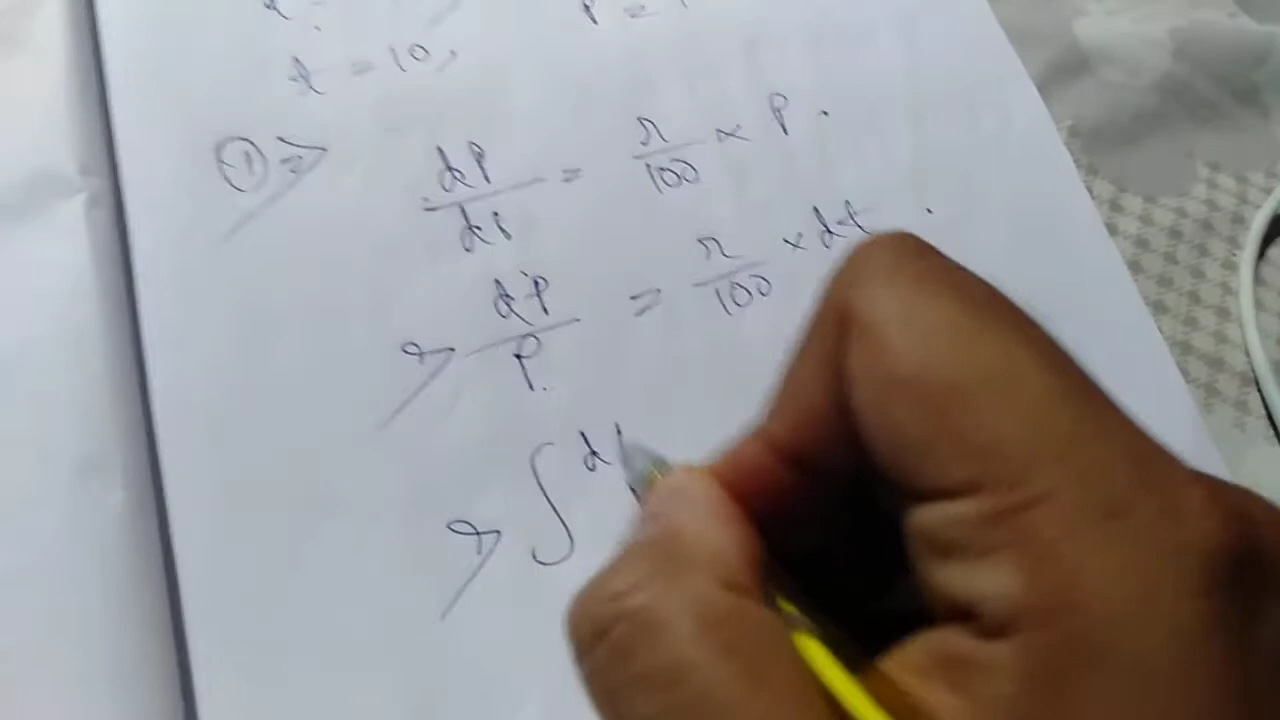 t = 10,
① ⇒ dP/dt = r/100 × P.
⇒ dP/P. = r/100 × dt
⇒ ∫ d